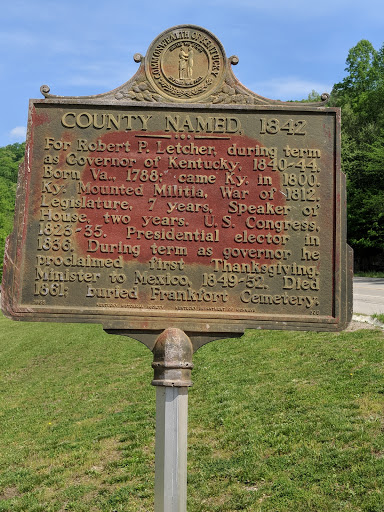 COMMONWEALTH OF KENTUCKY
COUNTY NAMED, 1842
For Robert P. Letcher during term
as Governor of Kentucky, 1840-44.
Born Va., 1788; came Ky. in 1800.
Ky. Mounted Militia, War of 1812.
Legislature, 7 years, Speaker of
House, two years. U.S. Congress,
1823-35. Presidential elector in
1836. During term as governor he
proclaimed first Thanksgiving.
Minister to Mexico, 1849-52. Died
1861; buried Frankfort Cemetery.